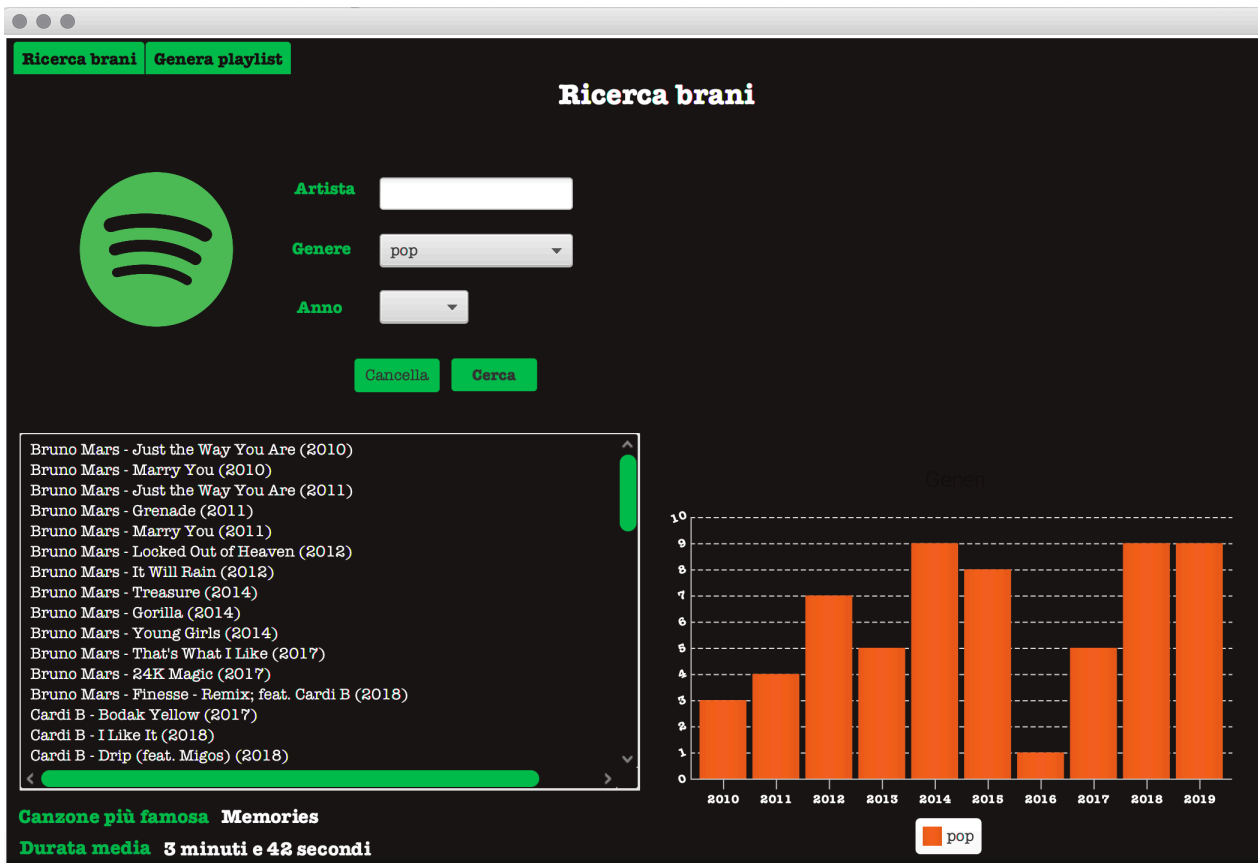 Ricerca brani Genera playlist
Ricerca brani
Artista
Genere
pop
Anno
Cancella
Cerca
Bruno Mars - Just the Way You Are (2010)
Bruno Mars - Marry You (2010)
Bruno Mars - Just the Way You Are (2011)
Bruno Mars - Grenade (2011)
Bruno Mars - Marry You (2011)
Bruno Mars - Locked Out of Heaven (2012)
Bruno Mars - It Will Rain (2012)
Bruno Mars - Treasure (2014)
Bruno Mars - Gorilla (2014)
Bruno Mars - Young Girls (2014)
Bruno Mars - That's What I Like (2017)
Bruno Mars - 24K Magic (2017)
Bruno Mars - Finesse - Remix; feat. Cardi B (2018)
Cardi B - Bodak Yellow (2017)
Cardi B - I Like It (2018)
Cardi B - Drip (feat. Migos) (2018)
Canzone più famosa Memories
Durata media 3 minuti e 42 secondi
Generi
10
9
8
7
6
5
4
3
2
1
0
2010 2011 2012 2013 2014 2015 2016 2017 2018 2019
pop